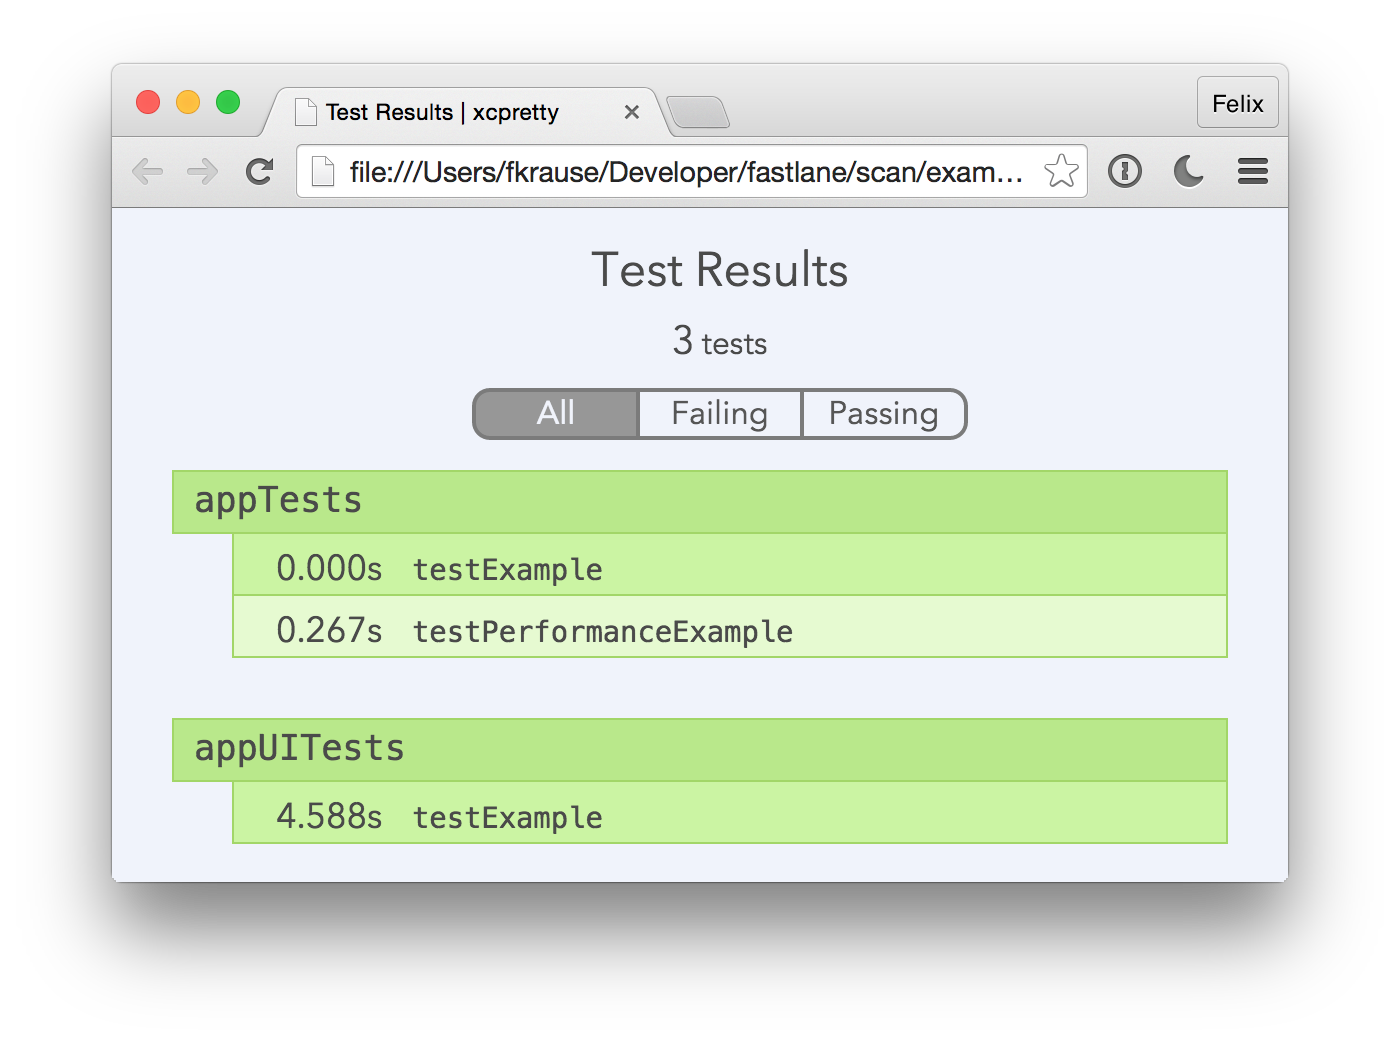 Test Results | xcpretty
Felix
file:///Users/fkrause/Developer/fastlane/scan/exam...
Test Results
3 tests
All Failing Passing
appTests
0.000s testExample
0.267s testPerformanceExample
appUITests
4.588s testExample